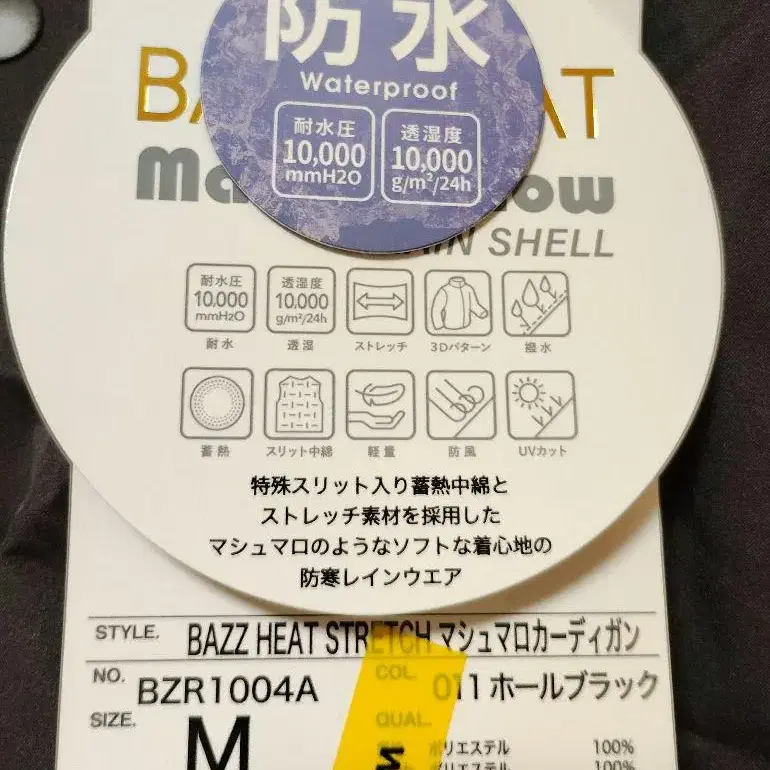 防水
Waterproof
耐水圧
10,000
mmH2O
透湿度
10,000
g/m²/24h
BA AT
Ma low
RAIN SHELL
耐水圧
10,000
mmH2O
透湿度
10,000
g/m²/24h
耐水 透湿 ストレッチ 3Dパターン 撥水
蓄熱 スリット中綿 軽量 防風 UVカット
特殊スリット入り蓄熱中綿と
ストレッチ素材を採用した
マシュマロのようなソフトな着心地の
防寒レインウエア
STYLE. BAZZ HEAT STRETCH マシュマロカーディガン
NO. BZR1004A COL. 011 ホールブラック
SIZE. M QUAL.
M
ポリエステル 100%
ポリエステル 100%